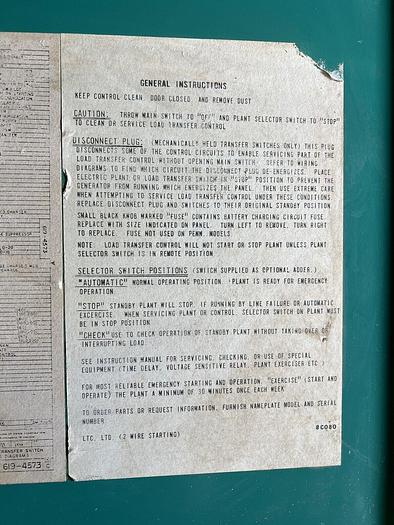 GENERAL INSTRUCTIONS
KEEP CONTROL CLEAN, DOOR CLOSED, AND REMOVE DUST
CAUTION: THROW MAIN SWITCH TO "OFF" AND PLANT SELECTOR SWITCH TO "STOP"
TO CLEAN OR SERVICE LOAD TRANSFER CONTROL
DISCONNECT PLUG: (MECHANICALLY HELD TRANSFER SWITCHES ONLY) THIS PLUG
DISCONNECTS SOME OF THE CONTROL CIRCUITS TO ENABLE SERVICING PART OF THE
LOAD TRANSFER CONTROL WITHOUT OPENING MAIN SWITCH. REFER TO WIRING
DIAGRAMS TO FIND WHICH CIRCUIT THE DISCONNECT PLUG DE-ENERGIZES. PLACE
ELECTRIC PLANT OR LOAD TRANSFER SWITCH IN "STOP" POSITION TO PREVENT THE
GENERATOR FROM RUNNING WHICH ENERGIZES THE PANEL. THEN USE EXTREME CARE
WHEN ATTEMPTING TO SERVICE LOAD TRANSFER CONTROL UNDER THESE CONDITIONS.
REPLACE DISCONNECT PLUG AND SWITCHES TO THEIR ORIGINAL STANDBY POSITION.
SMALL BLACK KNOB MARKED "FUSE" CONTAINS BATTERY CHARGING CIRCUIT FUSE.
REPLACE WITH SIZE INDICATED ON PANEL. TURN LEFT TO REMOVE. TURN RIGHT
TO REPLACE. FUSE NOT USED ON PENN. MODELS.
NOTE: LOAD TRANSFER CONTROL WILL NOT START OR STOP PLANT UNLESS PLANT
SELECTOR SWITCH IS IN REMOTE POSITION
SELECTOR SWITCH POSITIONS (SWITCH SUPPLIED AS OPTIONAL ADDER.)
"AUTOMATIC" NORMAL OPERATING POSITION. PLANT IS READY FOR EMERGENCY
OPERATION
"STOP" STANDBY PLANT WILL STOP, IF RUNNING BY LINE FAILURE OR AUTOMATIC
EXCERCISE. WHEN SERVICING PLANT OR CONTROL SELECTOR SWITCH ON PLANT MUST
BE IN STOP POSITION
"CHECK" USE TO CHECK OPERATION OF STANDBY PLANT WITHOUT TAKING OVER OR
INTERRUPTING LOAD
SEE INSTRUCTION MANUAL FOR SERVICING, CHECKING, OR USE OF SPECIAL
EQUIPMENT (TIME DELAY, VOLTAGE SENSITIVE RELAY, PLANT EXERCISER ETC.)
FOR MOST RELIABLE EMERGENCY STARTING AND OPERATION, "EXERCISE" (START AND
OPERATE) THE PLANT A MINIMUM OF 30 MINUTES ONCE EACH WEEK
TO ORDER PARTS OR REQUEST INFORMATION, FURNISH NAMEPLATE MODEL AND SERIAL
NUMBER
8C080
LTC, LTD, (2 WIRE STARTING)
TRANSFER SWITCH
DIAGRAM
619-4573 C